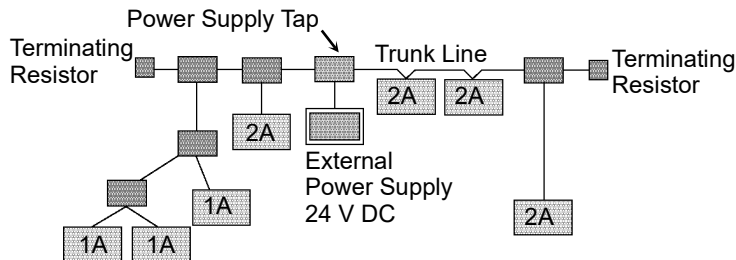 Power Supply Tap
Terminating
Resistor
Trunk Line
Terminating
Resistor
2A
2A
2A
External
Power Supply
24 V DC
1A
2A
1A
1A